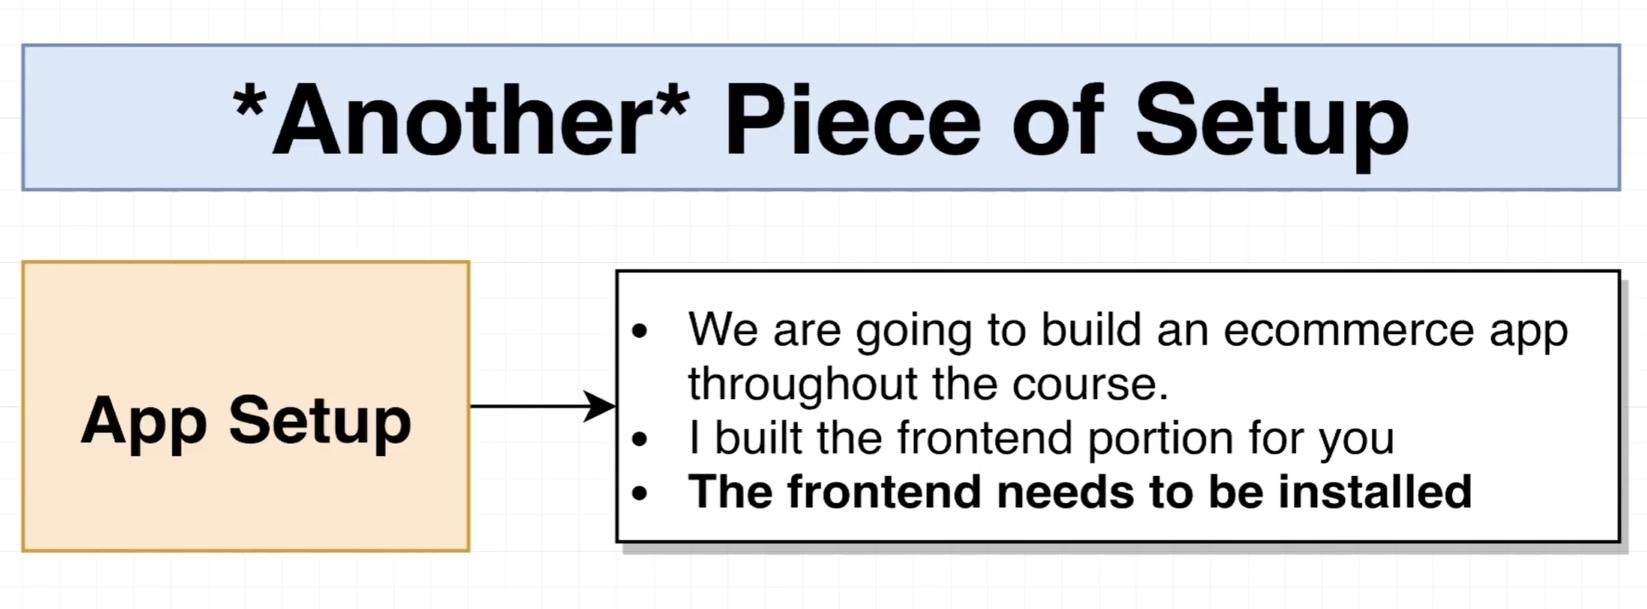 *Another* Piece of Setup
App Setup
• We are going to build an ecommerce app
throughout the course.
• I built the frontend portion for you
• The frontend needs to be installed